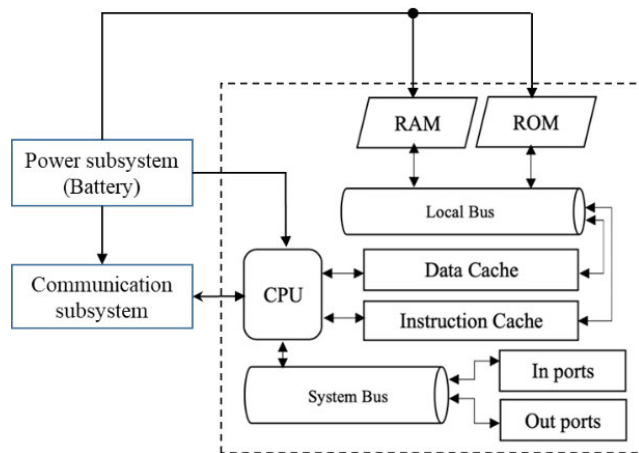 RAM
ROM
Power subsystem
(Battery)
Local Bus
Communication
subsystem
CPU
Data Cache
Instruction Cache
System Bus
In ports
Out ports